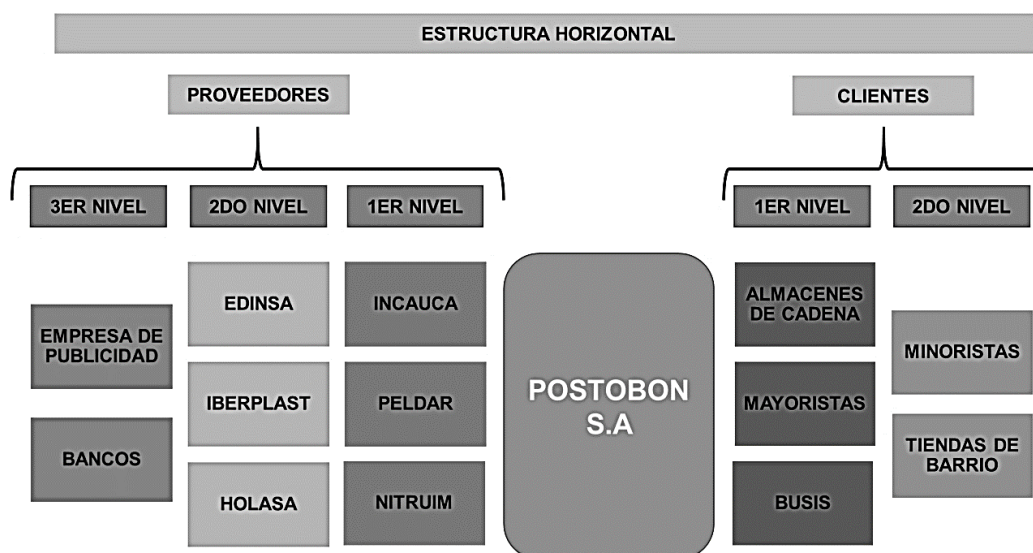 ESTRUCTURA HORIZONTAL
PROVEEDORES
CLIENTES
3ER NIVEL
2DO NIVEL
1ER NIVEL
1ER NIVEL
2DO NIVEL
EMPRESA DE
PUBLICIDAD
BANCOS
EDINSA
IBERPLAST
HOLASA
INCAUCA
PELDAR
NITRUIM
POSTOBON
S.A
ALMACENES
DE CADENA
MAYORISTAS
BUSIS
MINORISTAS
TIENDAS DE
BARRIO